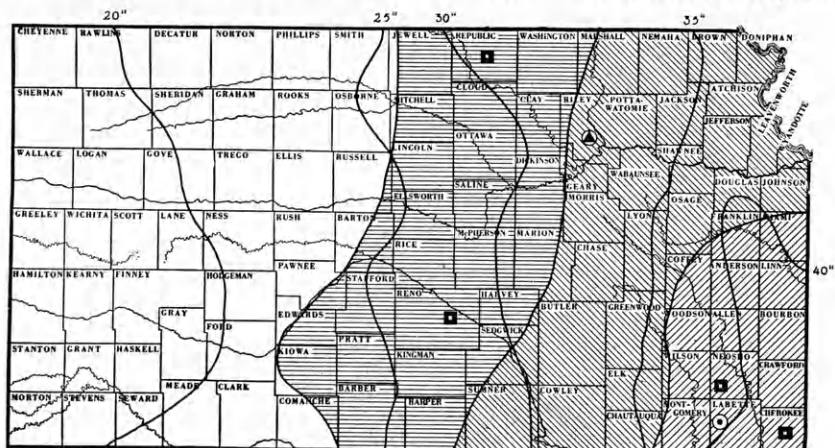 20"
25"
30"
35"
CHEYENNE RAWLINS DECATUR NORTON PHILLIPS SMITH JEWELL REPUBLIC WASHINGTON MARSHALL NEMAHA BROWN DONIPHAN
CLOUD
ATCHISON
SHERMAN THOMAS SHERIDAN GRAHAM ROOKS OSBORNE MITCHELL CLAY RILEY POTTA-
WATOMIE
JACKSON
LEAVENWORTH
JEFFERSON
OTTAWA
LINCOLN
SHAWNEE
WALLACE LOGAN GOVE TREGO ELLIS RUSSELL
DICKINSON
WABAUNSEE
SALINE
GEARY
DOUGLAS JOHNSON
ELLSWORTH
MORRIS
OSAGE
GREELEY WICHITA SCOTT LANE NESS RUSH BARTON
LYON
FRANKLIN
McPHERSON MARION
RICE
CHASE
PAWNEE
COFFEY
ANDERSON LINN
40"
HAMILTON KEARNY FINNEY HODGEMAN
STAFFORD
RENO
HARVEY
BUTLER
GREENWOOD
WOODSON ALLEN BOURBON
GRAY
EDWARDS
FORD
SEDGWICK
PRATT
STANTON GRANT HASKELL
KIOWA
KINGMAN
NEOSHO
CRAWFORD
ELK
MEADE CLARK
BARBER
SUMNER
COWLEY
MORTON STEVENS SEWARD
COMANCHE
HARPER
CHAUTAUQUA
MONT-
GOMERY
LABETTE
CHEROKEE